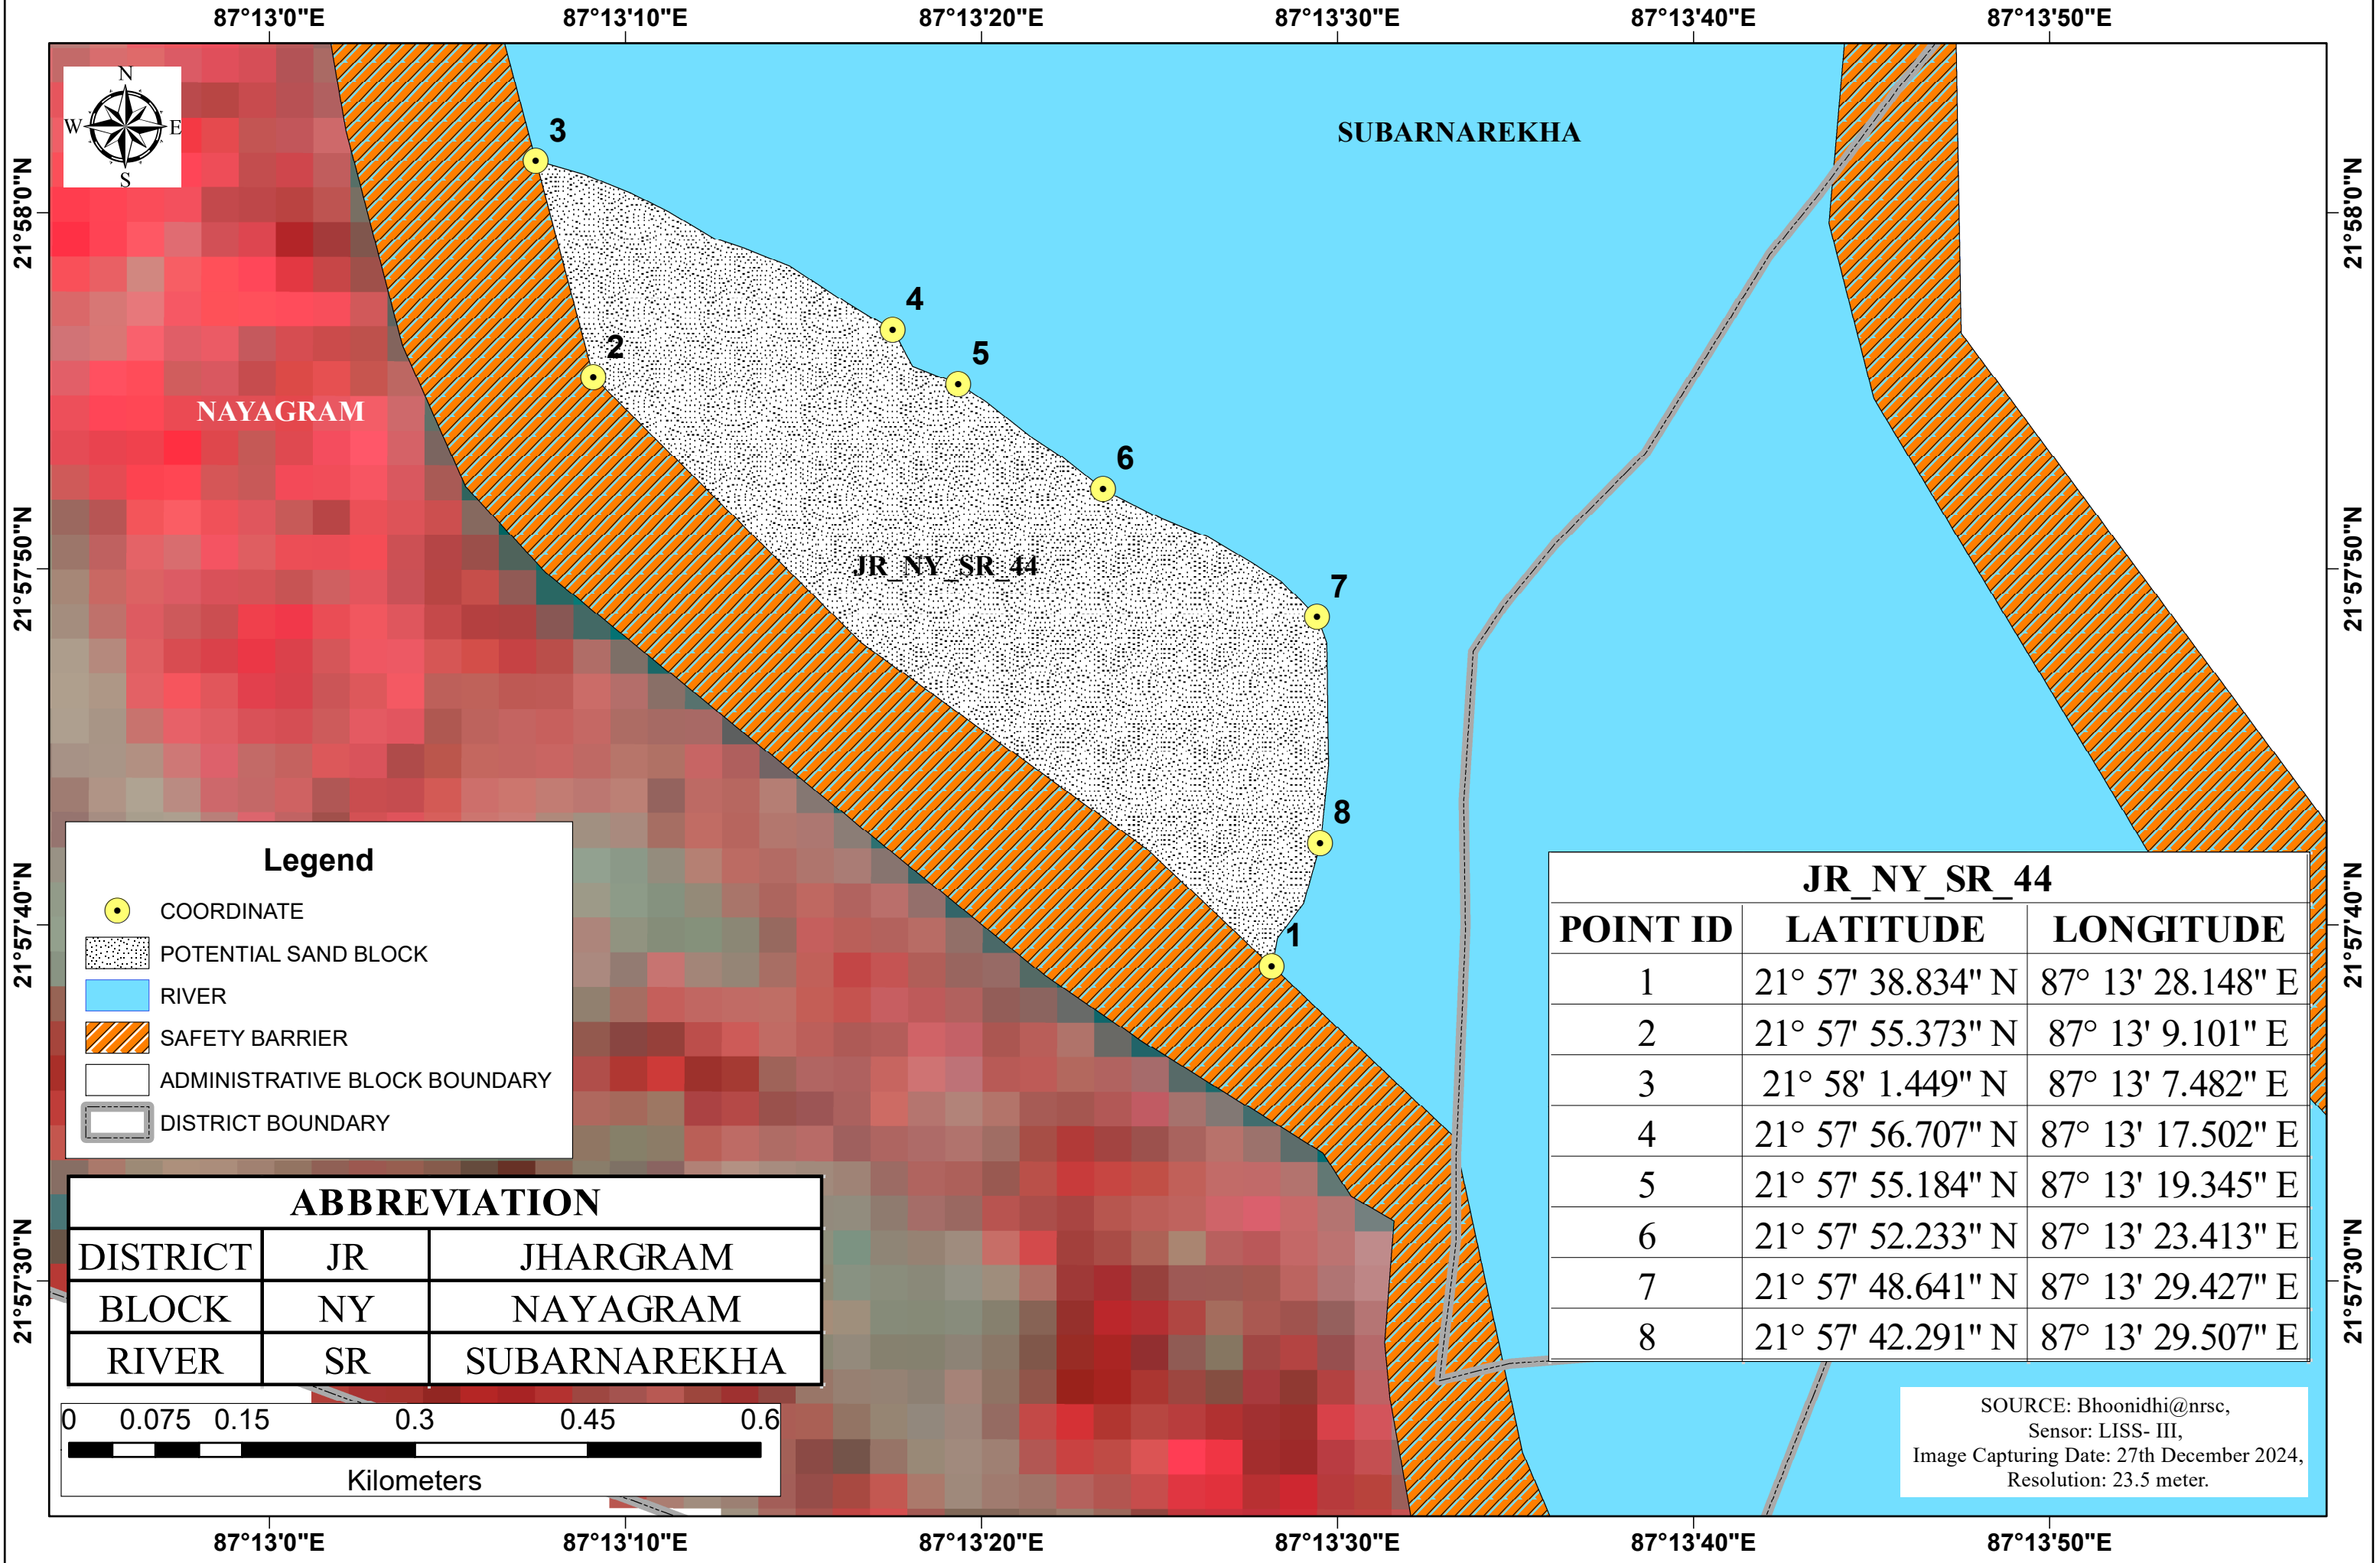 87°13'0"E 87°13'10"E 87°13'20"E 87°13'30"E 87°13'40"E 87°13'50"E
N
W E
S
21°58'0"N
21°57'50"N
21°57'40"N
21°57'30"N
21°58'0"N
21°57'50"N
21°57'40"N
21°57'30"N
SUBARNAREKHA
NAYAGRAM
JR_NY_SR_44
3
4
2
5
6
7
8
1
Legend
COORDINATE
POTENTIAL SAND BLOCK
RIVER
SAFETY BARRIER
ADMINISTRATIVE BLOCK BOUNDARY
DISTRICT BOUNDARY
ABBREVIATION
DISTRICT JR JHARGRAM
BLOCK NY NAYAGRAM
RIVER SR SUBARNAREKHA
0 0.075 0.15 0.3 0.45 0.6
Kilometers
JR_NY_SR_44
POINT ID LATITUDE LONGITUDE
1 21° 57' 38.834" N 87° 13' 28.148" E
2 21° 57' 55.373" N 87° 13' 9.101" E
3 21° 58' 1.449" N 87° 13' 7.482" E
4 21° 57' 56.707" N 87° 13' 17.502" E
5 21° 57' 55.184" N 87° 13' 19.345" E
6 21° 57' 52.233" N 87° 13' 23.413" E
7 21° 57' 48.641" N 87° 13' 29.427" E
8 21° 57' 42.291" N 87° 13' 29.507" E
SOURCE: Bhoonidhi@nrsc,
Sensor: LISS- III,
Image Capturing Date: 27th December 2024,
Resolution: 23.5 meter.
87°13'0"E 87°13'10"E 87°13'20"E 87°13'30"E 87°13'40"E 87°13'50"E